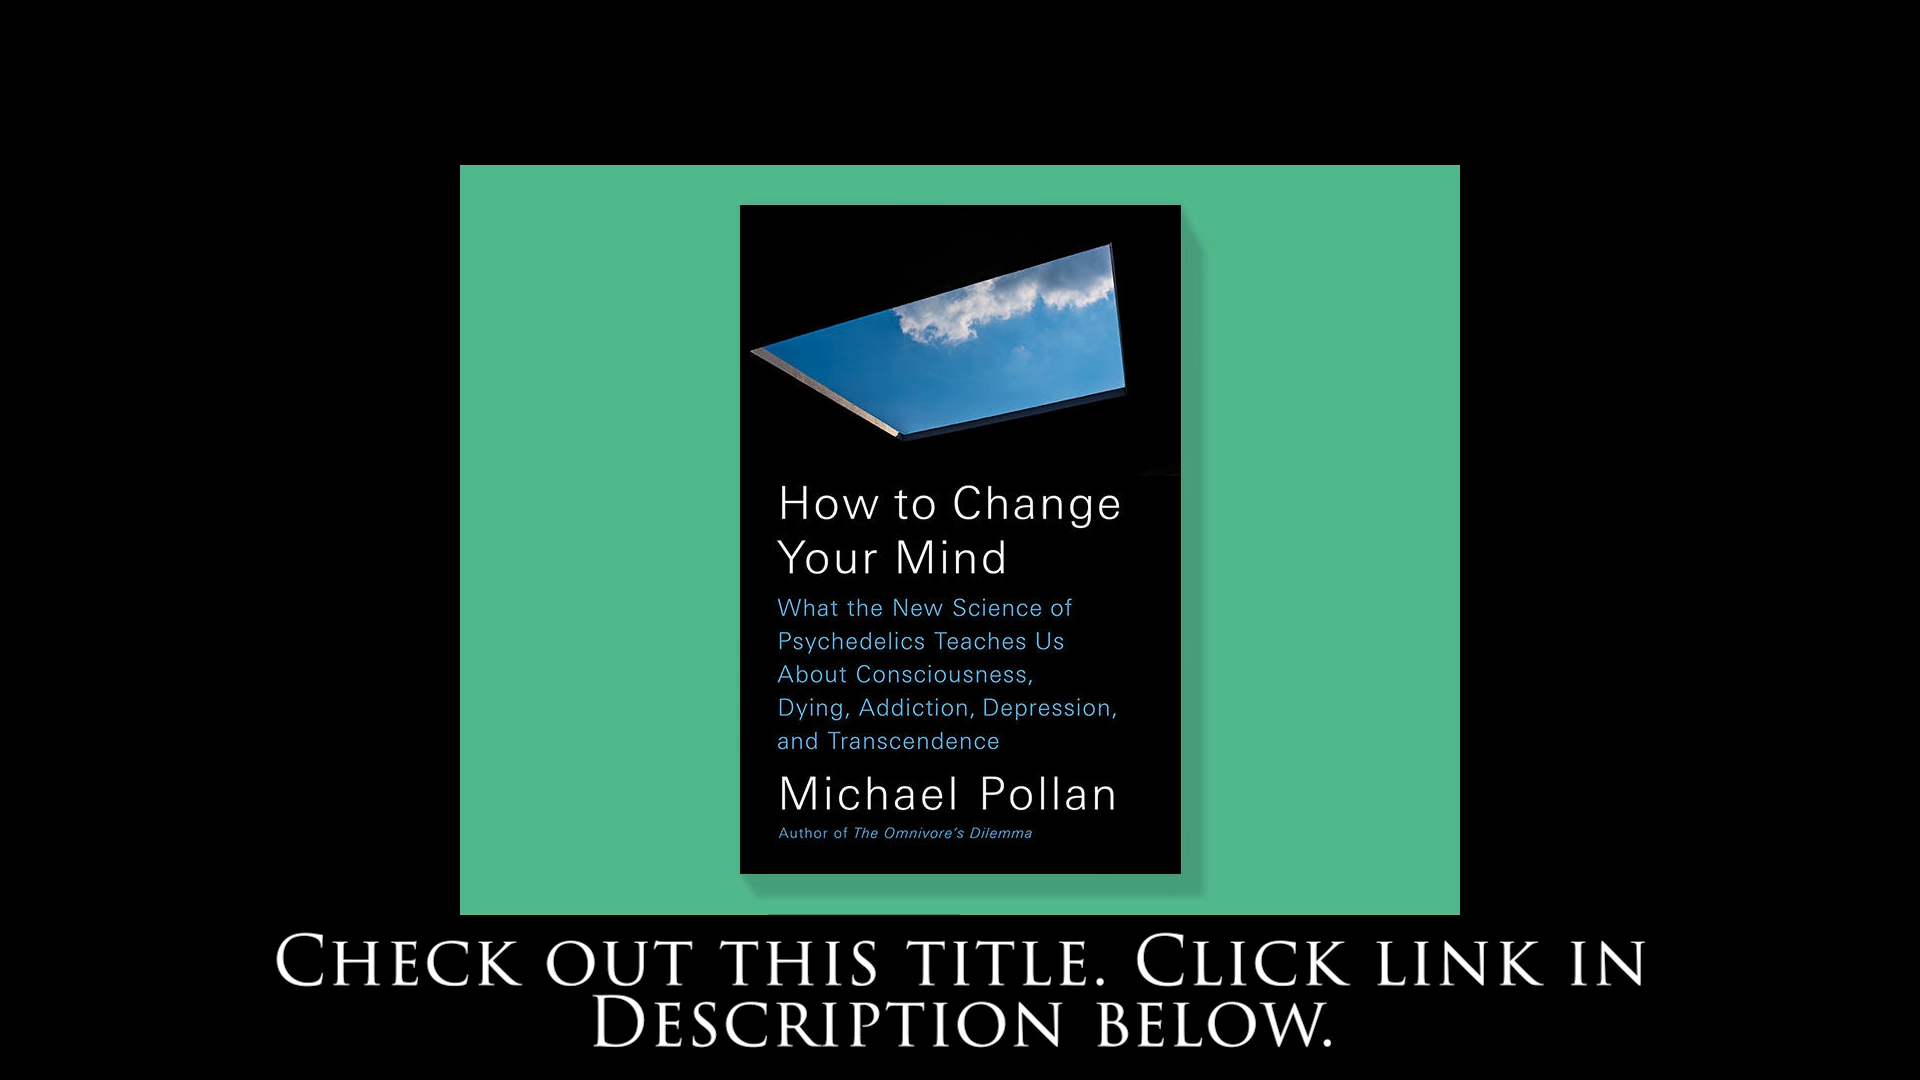 How to Change
Your Mind
What the New Science of
Psychedelics Teaches Us
About Consciousness,
Dying, Addiction, Depression,
and Transcendence
Michael Pollan
Author of The Omnivore's Dilemma
Check out this title. Click link in
Description below.